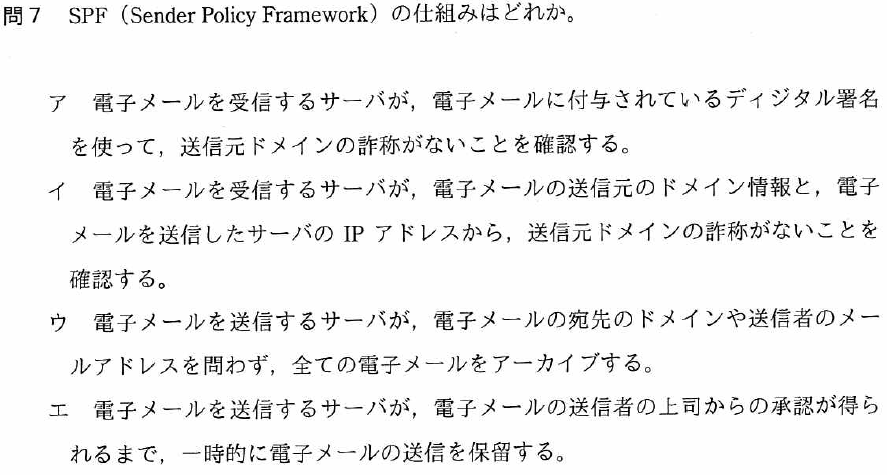 問7 SPF（Sender Policy Framework）の仕組みはどれか。
ア 電子メールを受信するサーバが，電子メールに付与されているディジタル署名
を使って，送信元ドメインの詐称がないことを確認する。
イ 電子メールを受信するサーバが，電子メールの送信元のドメイン情報と，電子
メールを送信したサーバの IP アドレスから，送信元ドメインの詐称がないことを
確認する。
ウ 電子メールを送信するサーバが，電子メールの宛先のドメインや送信者のメー
ルアドレスを問わず，全ての電子メールをアーカイブする。
エ 電子メールを送信するサーバが，電子メールの送信者の上司からの承認が得ら
れるまで，一時的に電子メールの送信を保留する。